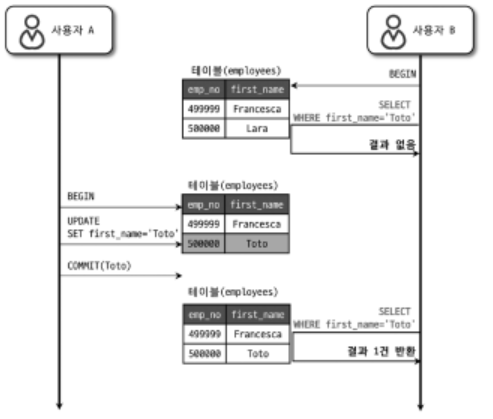 사용자 A
사용자 B
테이블(employees)
BEGIN
emp_no first_name
499999 Francesca
500000 Lara
SELECT
WHERE first_name='Toto'
결과 없음
BEGIN
테이블(employees)
emp_no first_name
499999 Francesca
500000 Toto
UPDATE
SET first_name='Toto'
COMMIT(Toto)
테이블(employees)
emp_no first_name
499999 Francesca
500000 Toto
SELECT
WHERE first_name='Toto'
결과 1건 반환